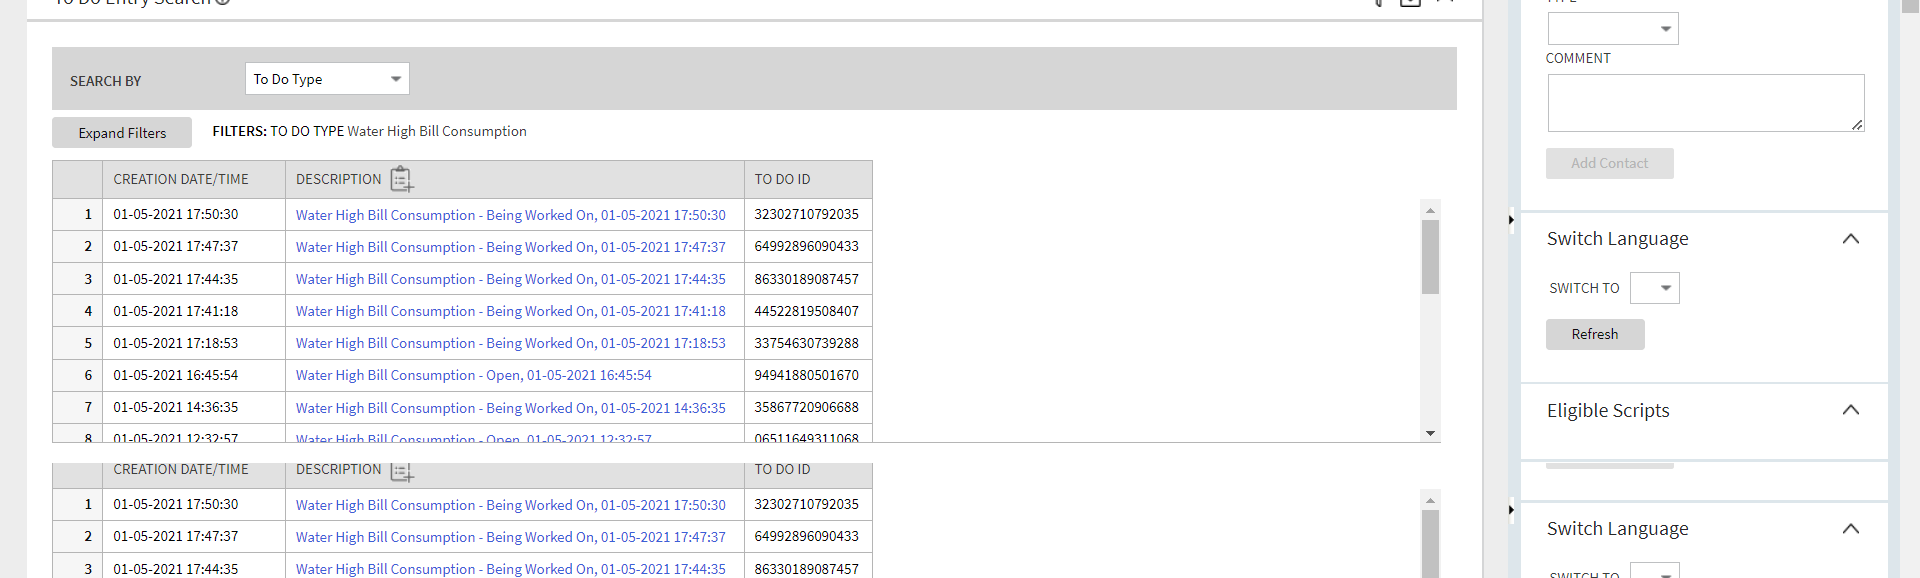 To Do Entry Search
TYPE
COMMENT
SEARCH BY To Do Type
Expand Filters FILTERS: TO DO TYPE Water High Bill Consumption
Add Contact
CREATION DATE/TIME DESCRIPTION TO DO ID
1 01-05-2021 17:50:30 Water High Bill Consumption - Being Worked On, 01-05-2021 17:50:30 32302710792035
2 01-05-2021 17:47:37 Water High Bill Consumption - Being Worked On, 01-05-2021 17:47:37 64992896090433
3 01-05-2021 17:44:35 Water High Bill Consumption - Being Worked On, 01-05-2021 17:44:35 86330189087457
4 01-05-2021 17:41:18 Water High Bill Consumption - Being Worked On, 01-05-2021 17:41:18 44522819508407
5 01-05-2021 17:18:53 Water High Bill Consumption - Being Worked On, 01-05-2021 17:18:53 33754630739288
6 01-05-2021 16:45:54 Water High Bill Consumption - Open, 01-05-2021 16:45:54 94941880501670
7 01-05-2021 14:36:35 Water High Bill Consumption - Being Worked On, 01-05-2021 14:36:35 35867720906688
8 01-05-2021 12:32:57 Water High Bill Consumption - Open, 01-05-2021 12:32:57 06511649311068
Switch Language
SWITCH TO
Refresh
Eligible Scripts
CREATION DATE/TIME DESCRIPTION TO DO ID
1 01-05-2021 17:50:30 Water High Bill Consumption - Being Worked On, 01-05-2021 17:50:30 32302710792035
2 01-05-2021 17:47:37 Water High Bill Consumption - Being Worked On, 01-05-2021 17:47:37 64992896090433
3 01-05-2021 17:44:35 Water High Bill Consumption - Being Worked On, 01-05-2021 17:44:35 86330189087457
Switch Language
SWITCH TO